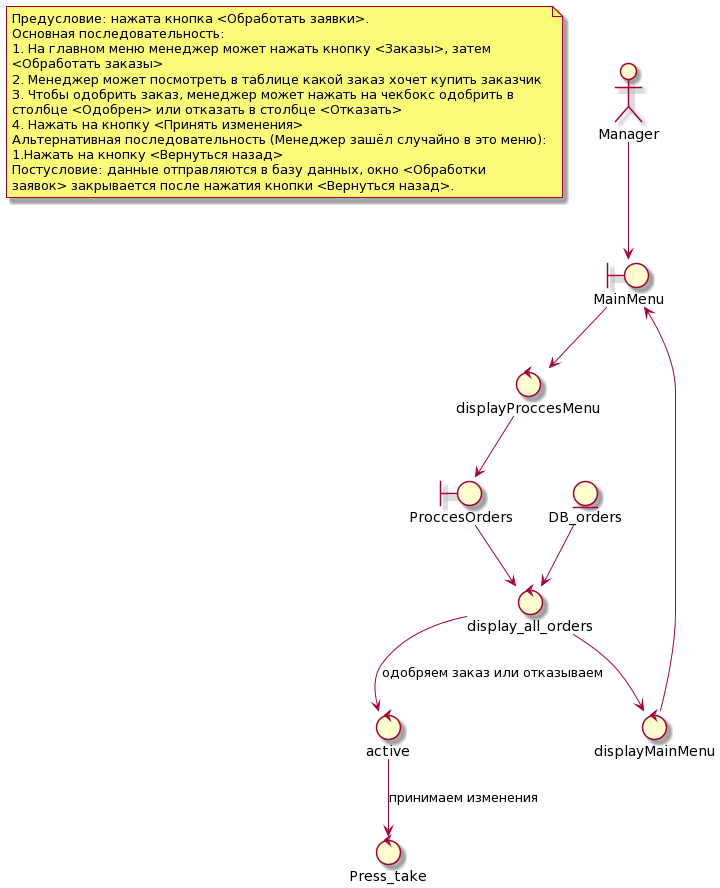 Предусловие: нажата кнопка <Обработать заявки>.
Основная последовательность:
1. На главном меню менеджер может нажать кнопку <Заказы>, затем
<Обработать заказы>
2. Менеджер может посмотреть в таблице какой заказ хочет купить заказчик
3. Чтобы одобрить заказ, менеджер может нажать на чекбокс одобрить в
столбце <Одобрен> или отказать в столбце <Отказать>
4. Нажать на кнопку <Принять изменения>
Альтернативная последовательность (Менеджер зашёл случайно в это меню):
1.Нажать на кнопку <Вернуться назад>
Постусловие: данные отправляются в базу данных, окно <Обработки
заявок> закрывается после нажатия кнопки <Вернуться назад>.
Manager
MainMenu
displayProccesMenu
ProccesOrders
DB_orders
display_all_orders
одобряем заказ или отказываем
active
displayMainMenu
принимаем изменения
Press_take